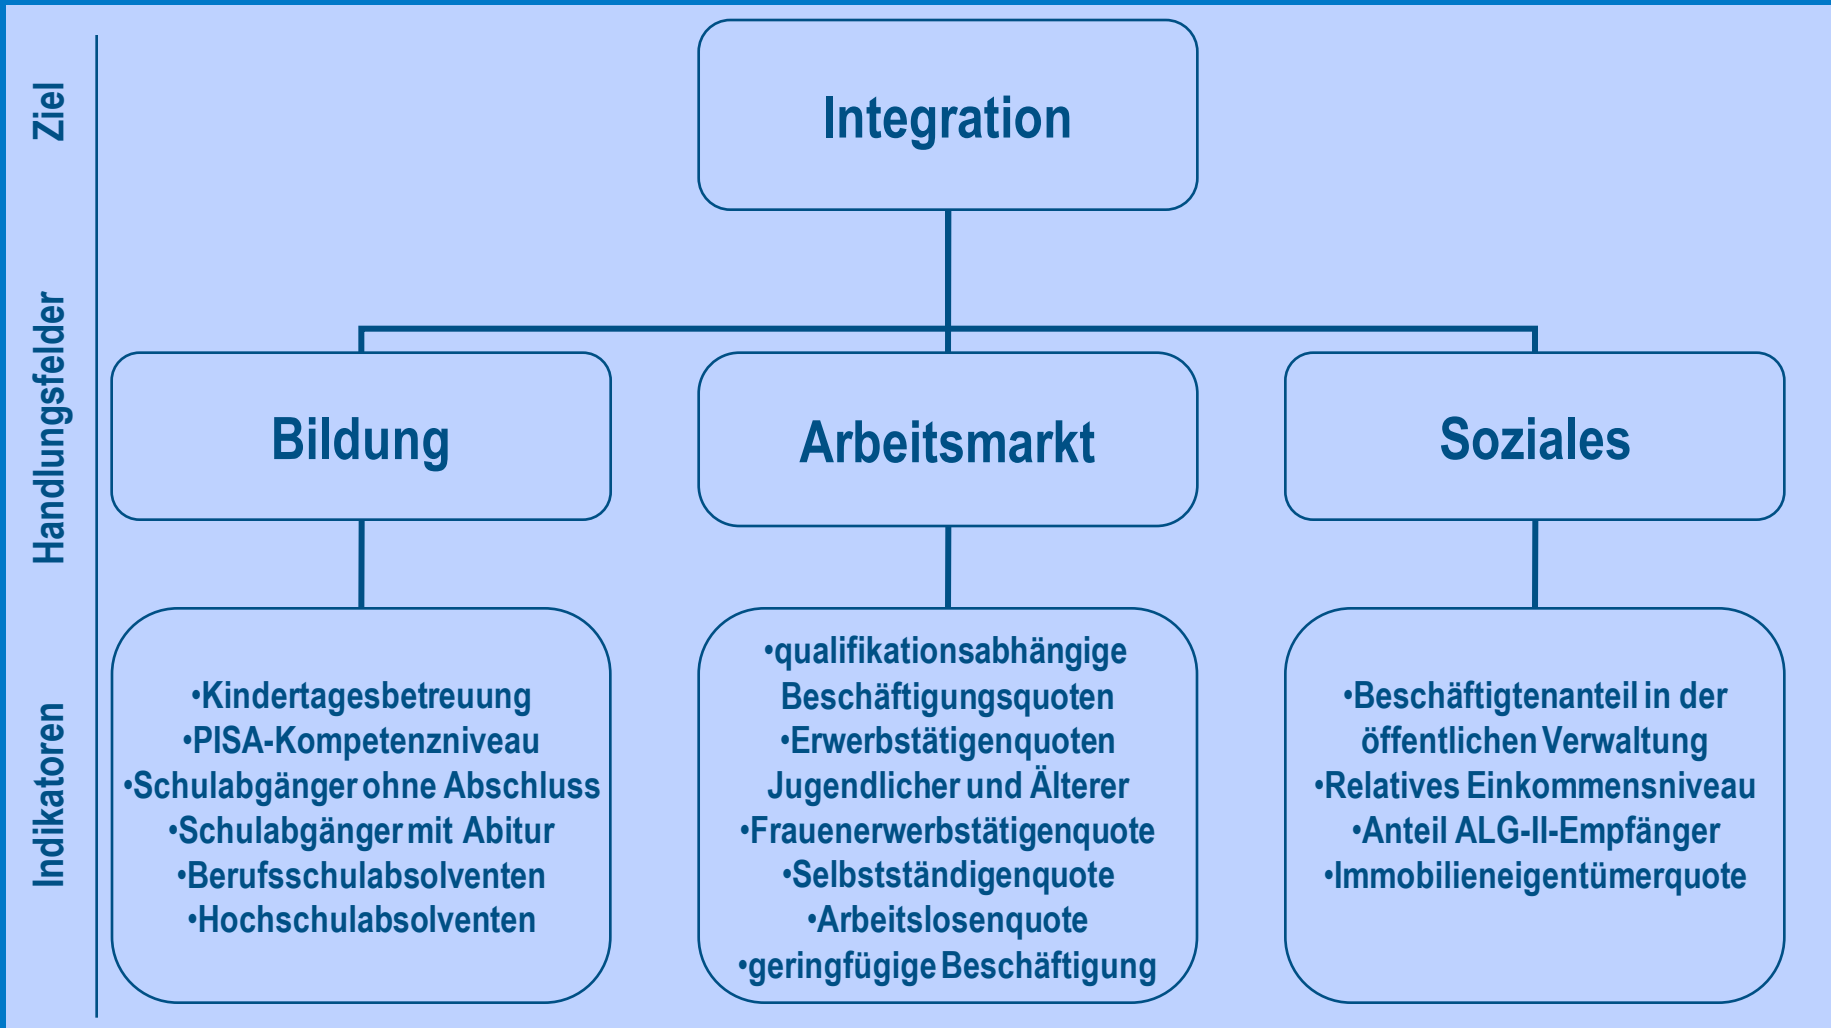 Ziel
Integration
Handlungsfelder
Bildung
Arbeitsmarkt
Soziales
Indikatoren
•Kindertagesbetreuung
•PISA-Kompetenzniveau
•Schulabgänger ohne Abschluss
•Schulabgänger mit Abitur
•Berufsschulabsolventen
•Hochschulabsolventen
•qualifikationsabhängige
Beschäftigungsquoten
•Erwerbstätigenquoten
Jugendlicher und Älterer
•Frauenerwerbstätigenquote
•Selbstständigenquote
•Arbeitslosenquote
•geringfügige Beschäftigung
•Beschäftigtenanteil in der
öffentlichen Verwaltung
•Relatives Einkommensniveau
•Anteil ALG-II-Empfänger
•Immobilieneigentümerquote